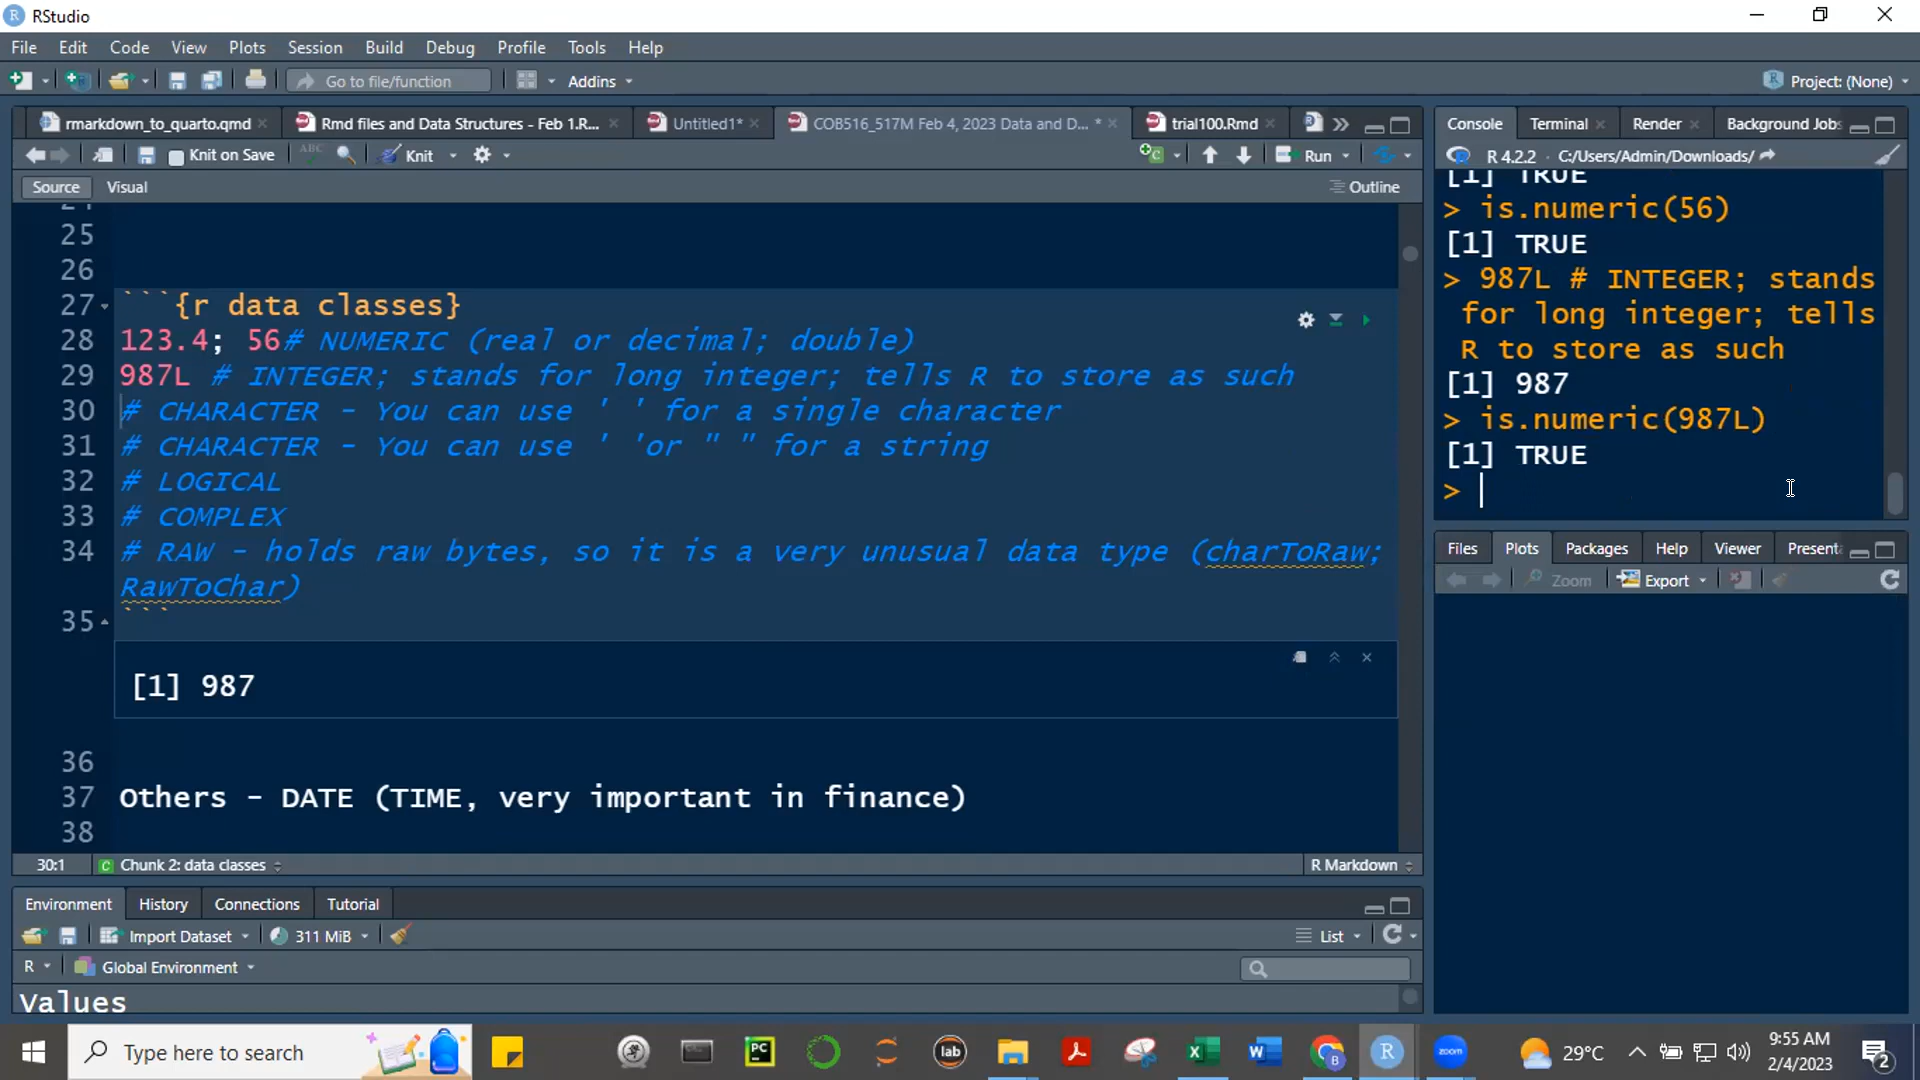 RStudio
File Edit Code View Plots Session Build Debug Profile Tools Help
Go to file/function Addins Project: (None)
rmarkdown_to_quarto.qmd Rmd files and Data Structures - Feb 1.R... Untitled1* COB516_517M Feb 4, 2023 Data and D... * trial100.Rmd
Knit on Save ABC Knit Run
Source Visual Outline
24
25
26
27 ```{r data classes}
28 123.4; 56# NUMERIC (real or decimal; double)
29 987L # INTEGER; stands for long integer; tells R to store as such
30 # CHARACTER - You can use ' ' for a single character
31 # CHARACTER - You can use ' 'or " " for a string
32 # LOGICAL
33 # COMPLEX
34 # RAW - holds raw bytes, so it is a very unusual data type (charToRaw;
RawToChar)
35 ```
[1] 987
36
37 Others - DATE (TIME, very important in finance)
38
30:1 Chunk 2: data classes R Markdown
Environment History Connections Tutorial
Import Dataset 311 MiB List
R Global Environment
Values
Console Terminal Render Background Jobs
R 4.2.2 · C:/Users/Admin/Downloads/
[1] TRUE
> is.numeric(56)
[1] TRUE
> 987L # INTEGER; stands
for long integer; tells
R to store as such
[1] 987
> is.numeric(987L)
[1] TRUE
>
Files Plots Packages Help Viewer Present
Zoom Export
Type here to search PC lab zoom 29°C 9:55 AM
2/4/2023
2